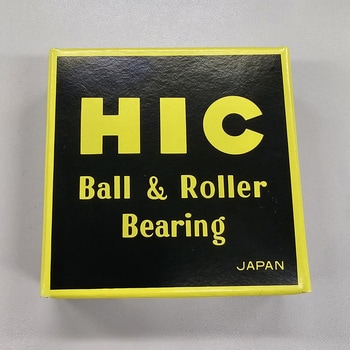 HIC
Ball & Roller
Bearing
JAPAN